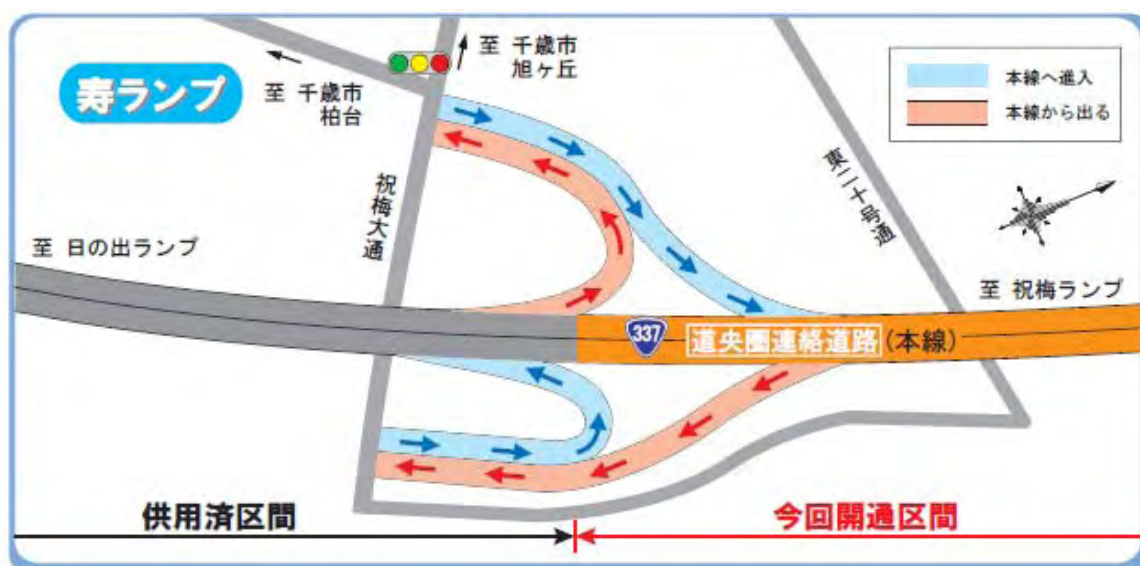 寿ランプ
至 千歳市
柏台
至 千歳市
旭ヶ丘
本線へ進入
本線から出る
祝梅大通
東二十号通
至 日の出ランプ
至 祝梅ランプ
337
道央圏連絡道路(本線)
供用済区間
今回開通区間